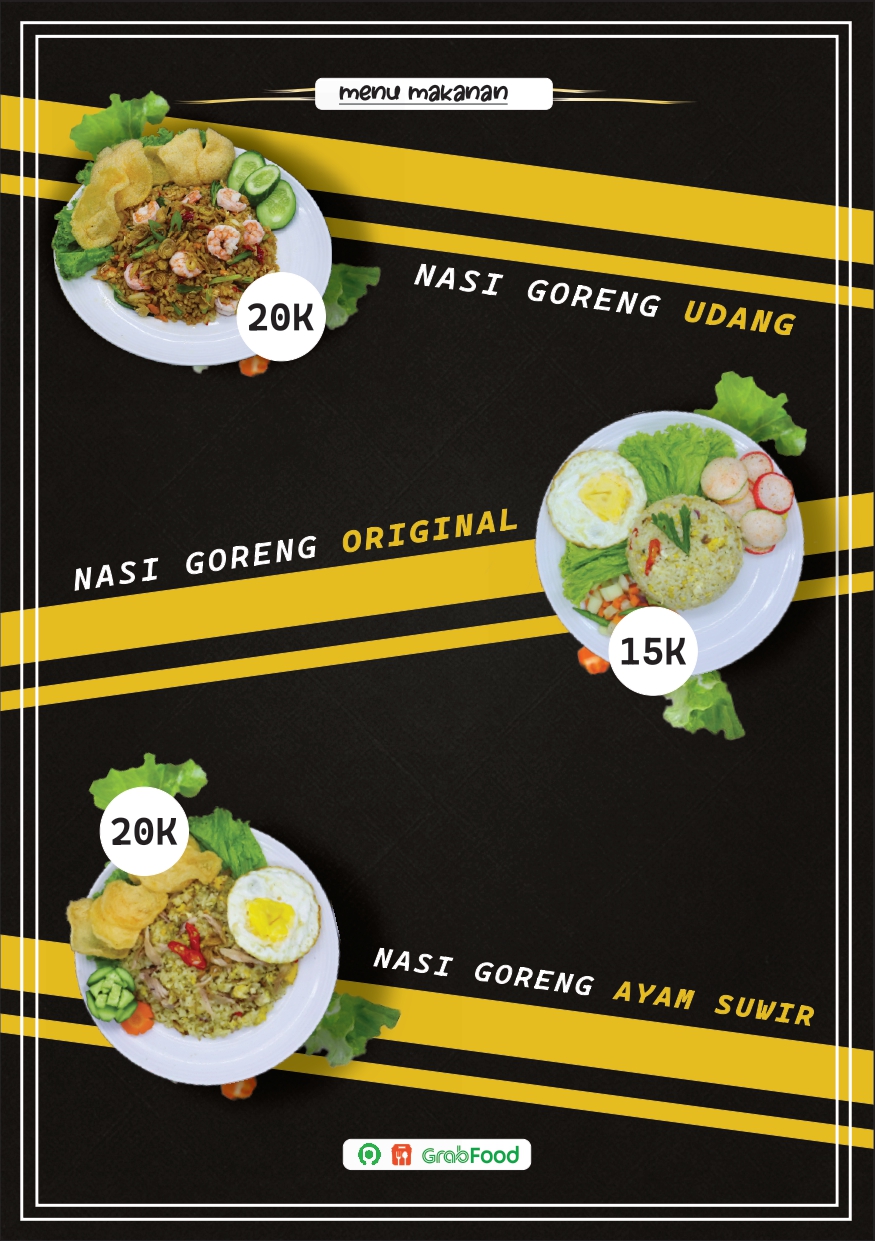 menu makanan
20K
NASI GORENG UDANG
NASI GORENG ORIGINAL
15K
20K
NASI GORENG AYAM SUWIR
GrabFood